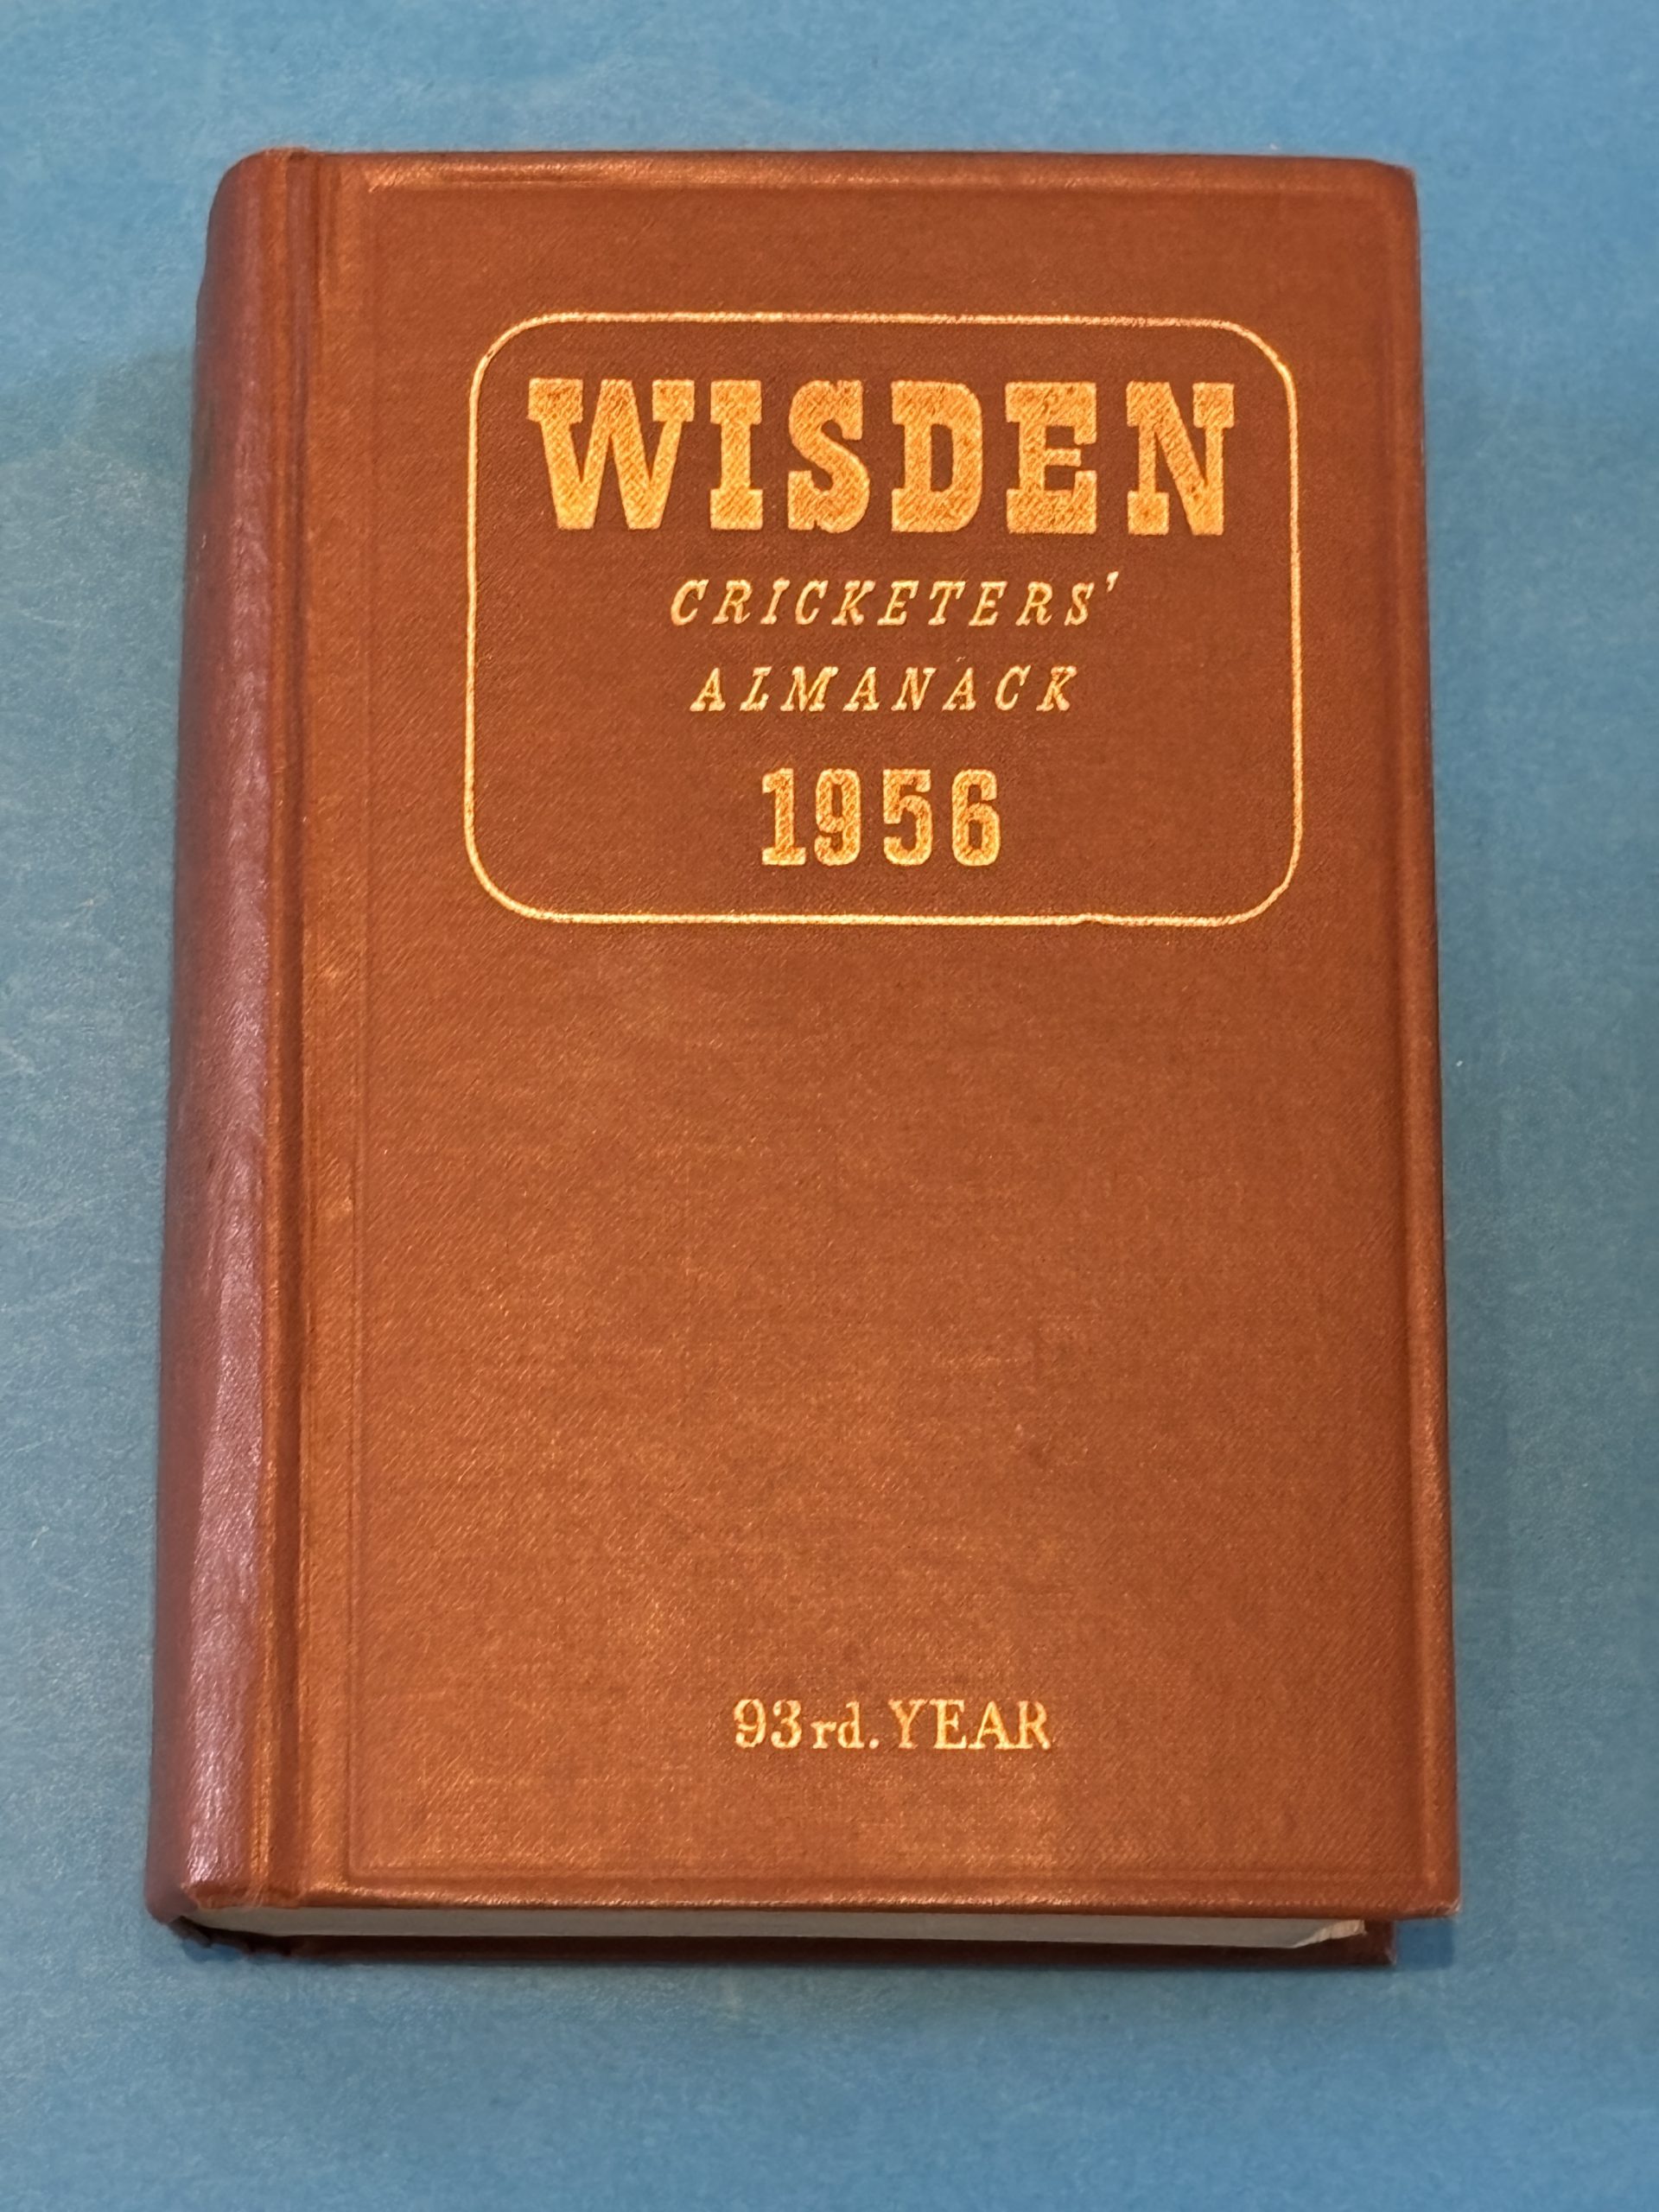 WISDEN
CRICKETERS'
ALMANACK
1956
93rd. YEAR